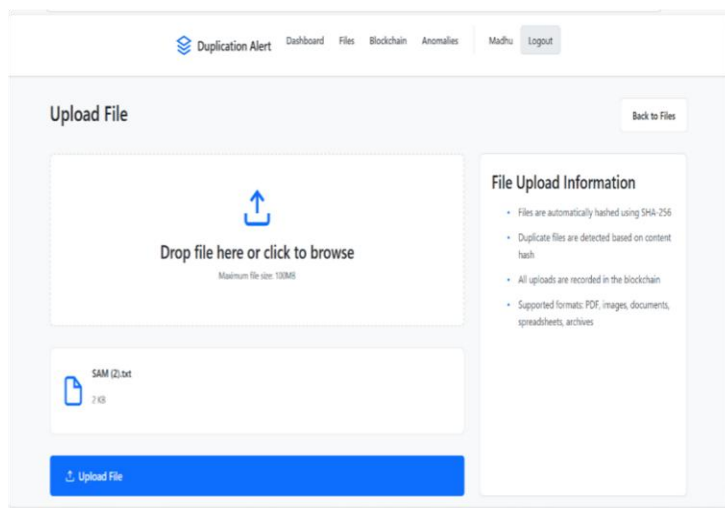 Duplication Alert Dashboard Files Blockchain Anomalies Madhu Logout
Upload File
Back to Files
Drop file here or click to browse
Maximum file size: 100MB
SAM (2).txt
2 KB
Upload File
File Upload Information
Files are automatically hashed using SHA-256
Duplicate files are detected based on content
hash
All uploads are recorded in the blockchain
Supported formats: PDF, images, documents,
spreadsheets, archives